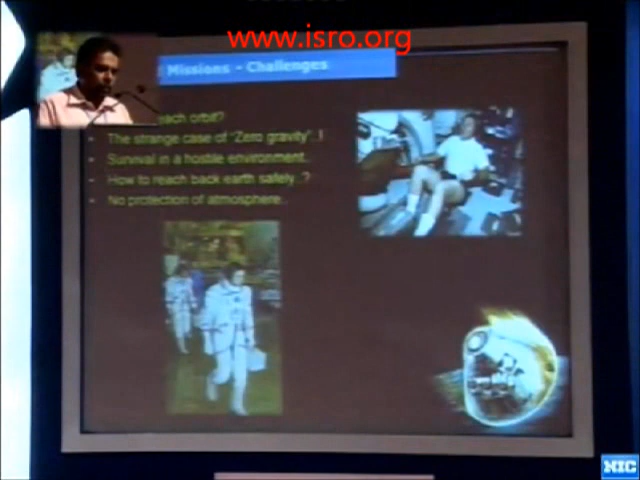 www.isro.org
Missions - Challenges
each orbit?
The strange case of 'Zero gravity'..!
Survival in a hostile environment..
How to reach back earth safely..?
No protection of atmosphere..
NIC